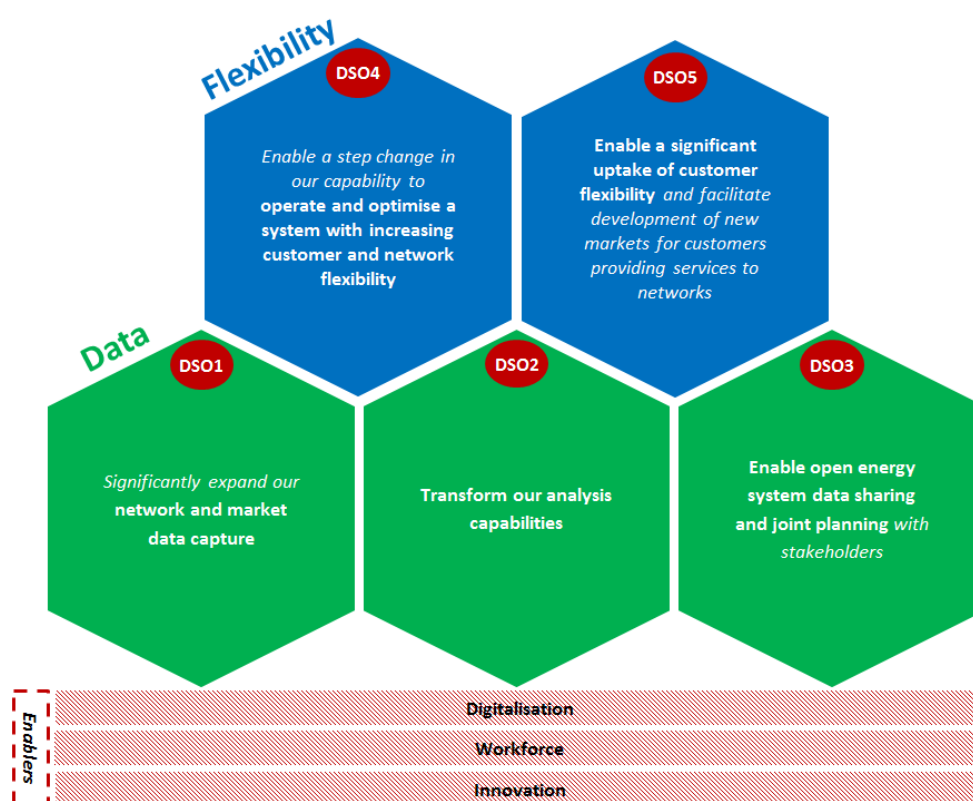 Flexibility
DSO4
Enable a step change in
our capability to
operate and optimise a
system with increasing
customer and network
flexibility
DSO5
Enable a significant
uptake of customer
flexibility and facilitate
development of new
markets for customers
providing services to
networks
Data
DSO1
Significantly expand our
network and market
data capture
DSO2
Transform our analysis
capabilities
DSO3
Enable open energy
system data sharing
and joint planning with
stakeholders
Enablers
Digitalisation
Workforce
Innovation